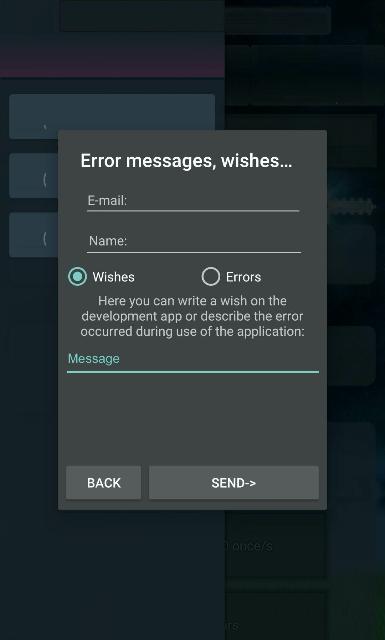 Error messages, wishes...
E-mail:
Name:
Wishes
Errors
Here you can write a wish on the
development app or describe the error
occurred during use of the application:
Message
BACK
SEND->
once/s